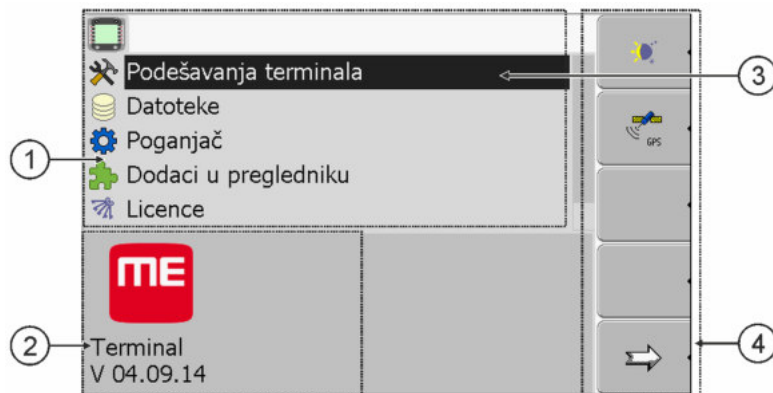 Podešavanja terminala
Datoteke
Poganjač
Dodaci u pregledniku
Licence
ME
Terminal
V 04.09.14
GPS
1
2
3
4